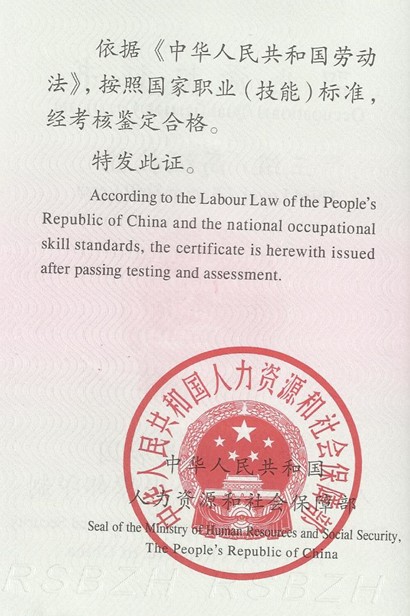 依据《中华人民共和国劳动
法》，按照国家职业（技能）标准，
经考核鉴定合格。
特发此证。
According to the Labour Law of the People's
Republic of China and the national occupational
skill standards, the certificate is herewith issued
after passing testing and assessment.
中华人民共和国人力资源和社会保障部
中华人民共和国
人力资源和社会保障部
Seal of the Ministry of Human Resources and Social Security,
The People's Republic of China
RSBZH RSBZH